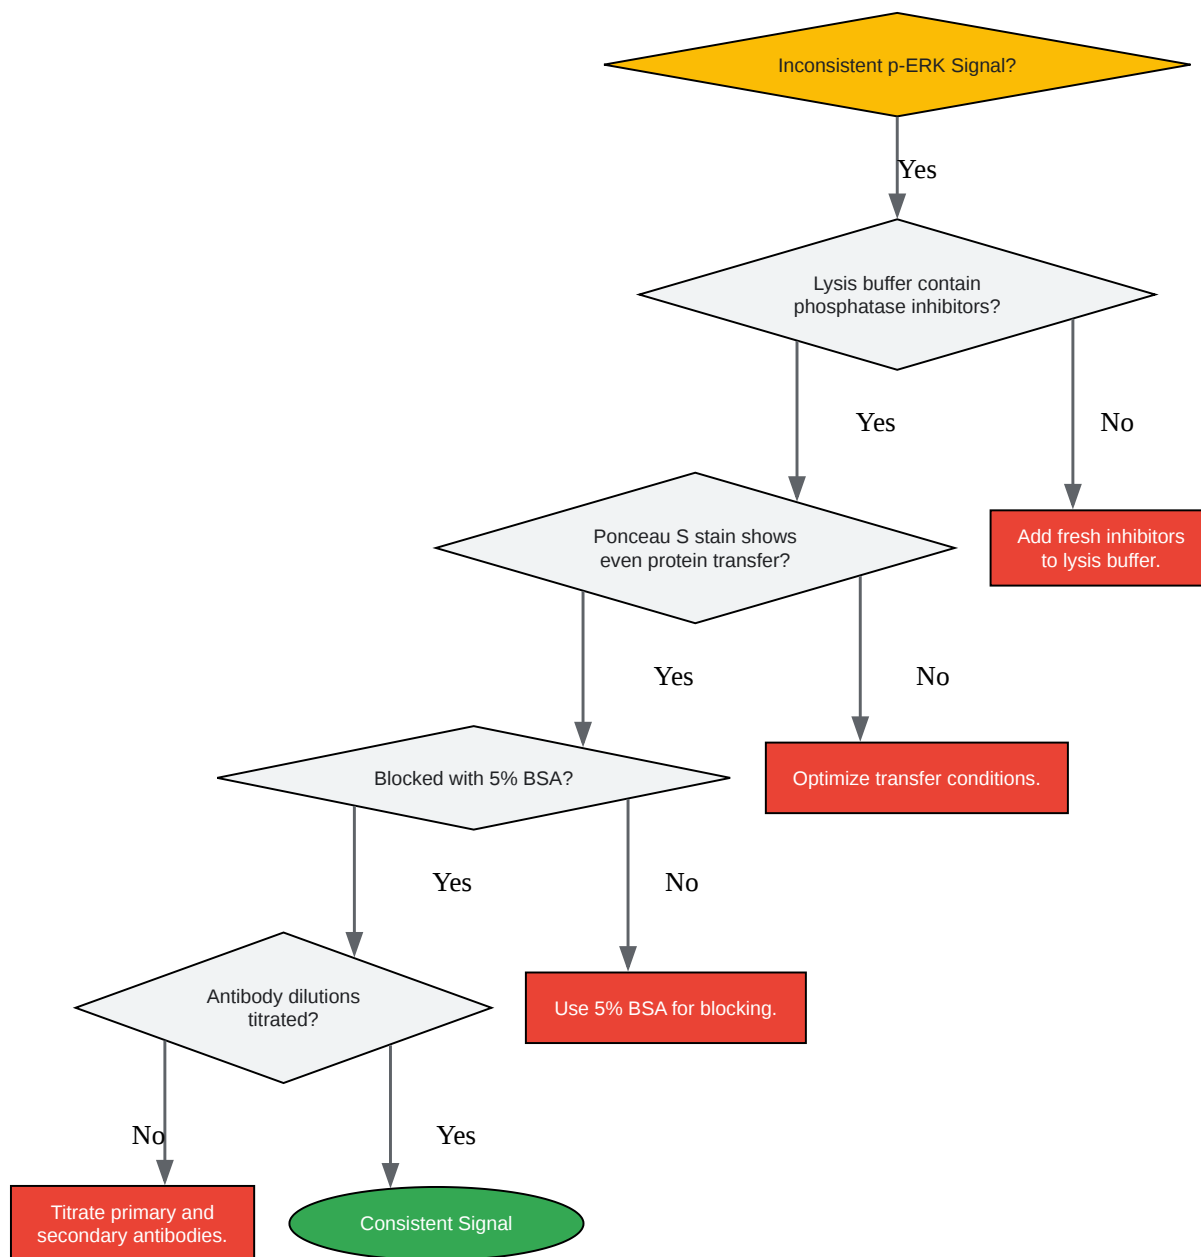 Inconsistent p-ERK Signal?
Yes
Lysis buffer contain
phosphatase inhibitors?
Yes
No
Ponceau S stain shows
even protein transfer?
Add fresh inhibitors
to lysis buffer.
Yes
No
Blocked with 5% BSA?
Optimize transfer conditions.
Yes
No
Antibody dilutions
titrated?
Use 5% BSA for blocking.
No
Yes
Titrate primary and
secondary antibodies.
Consistent Signal